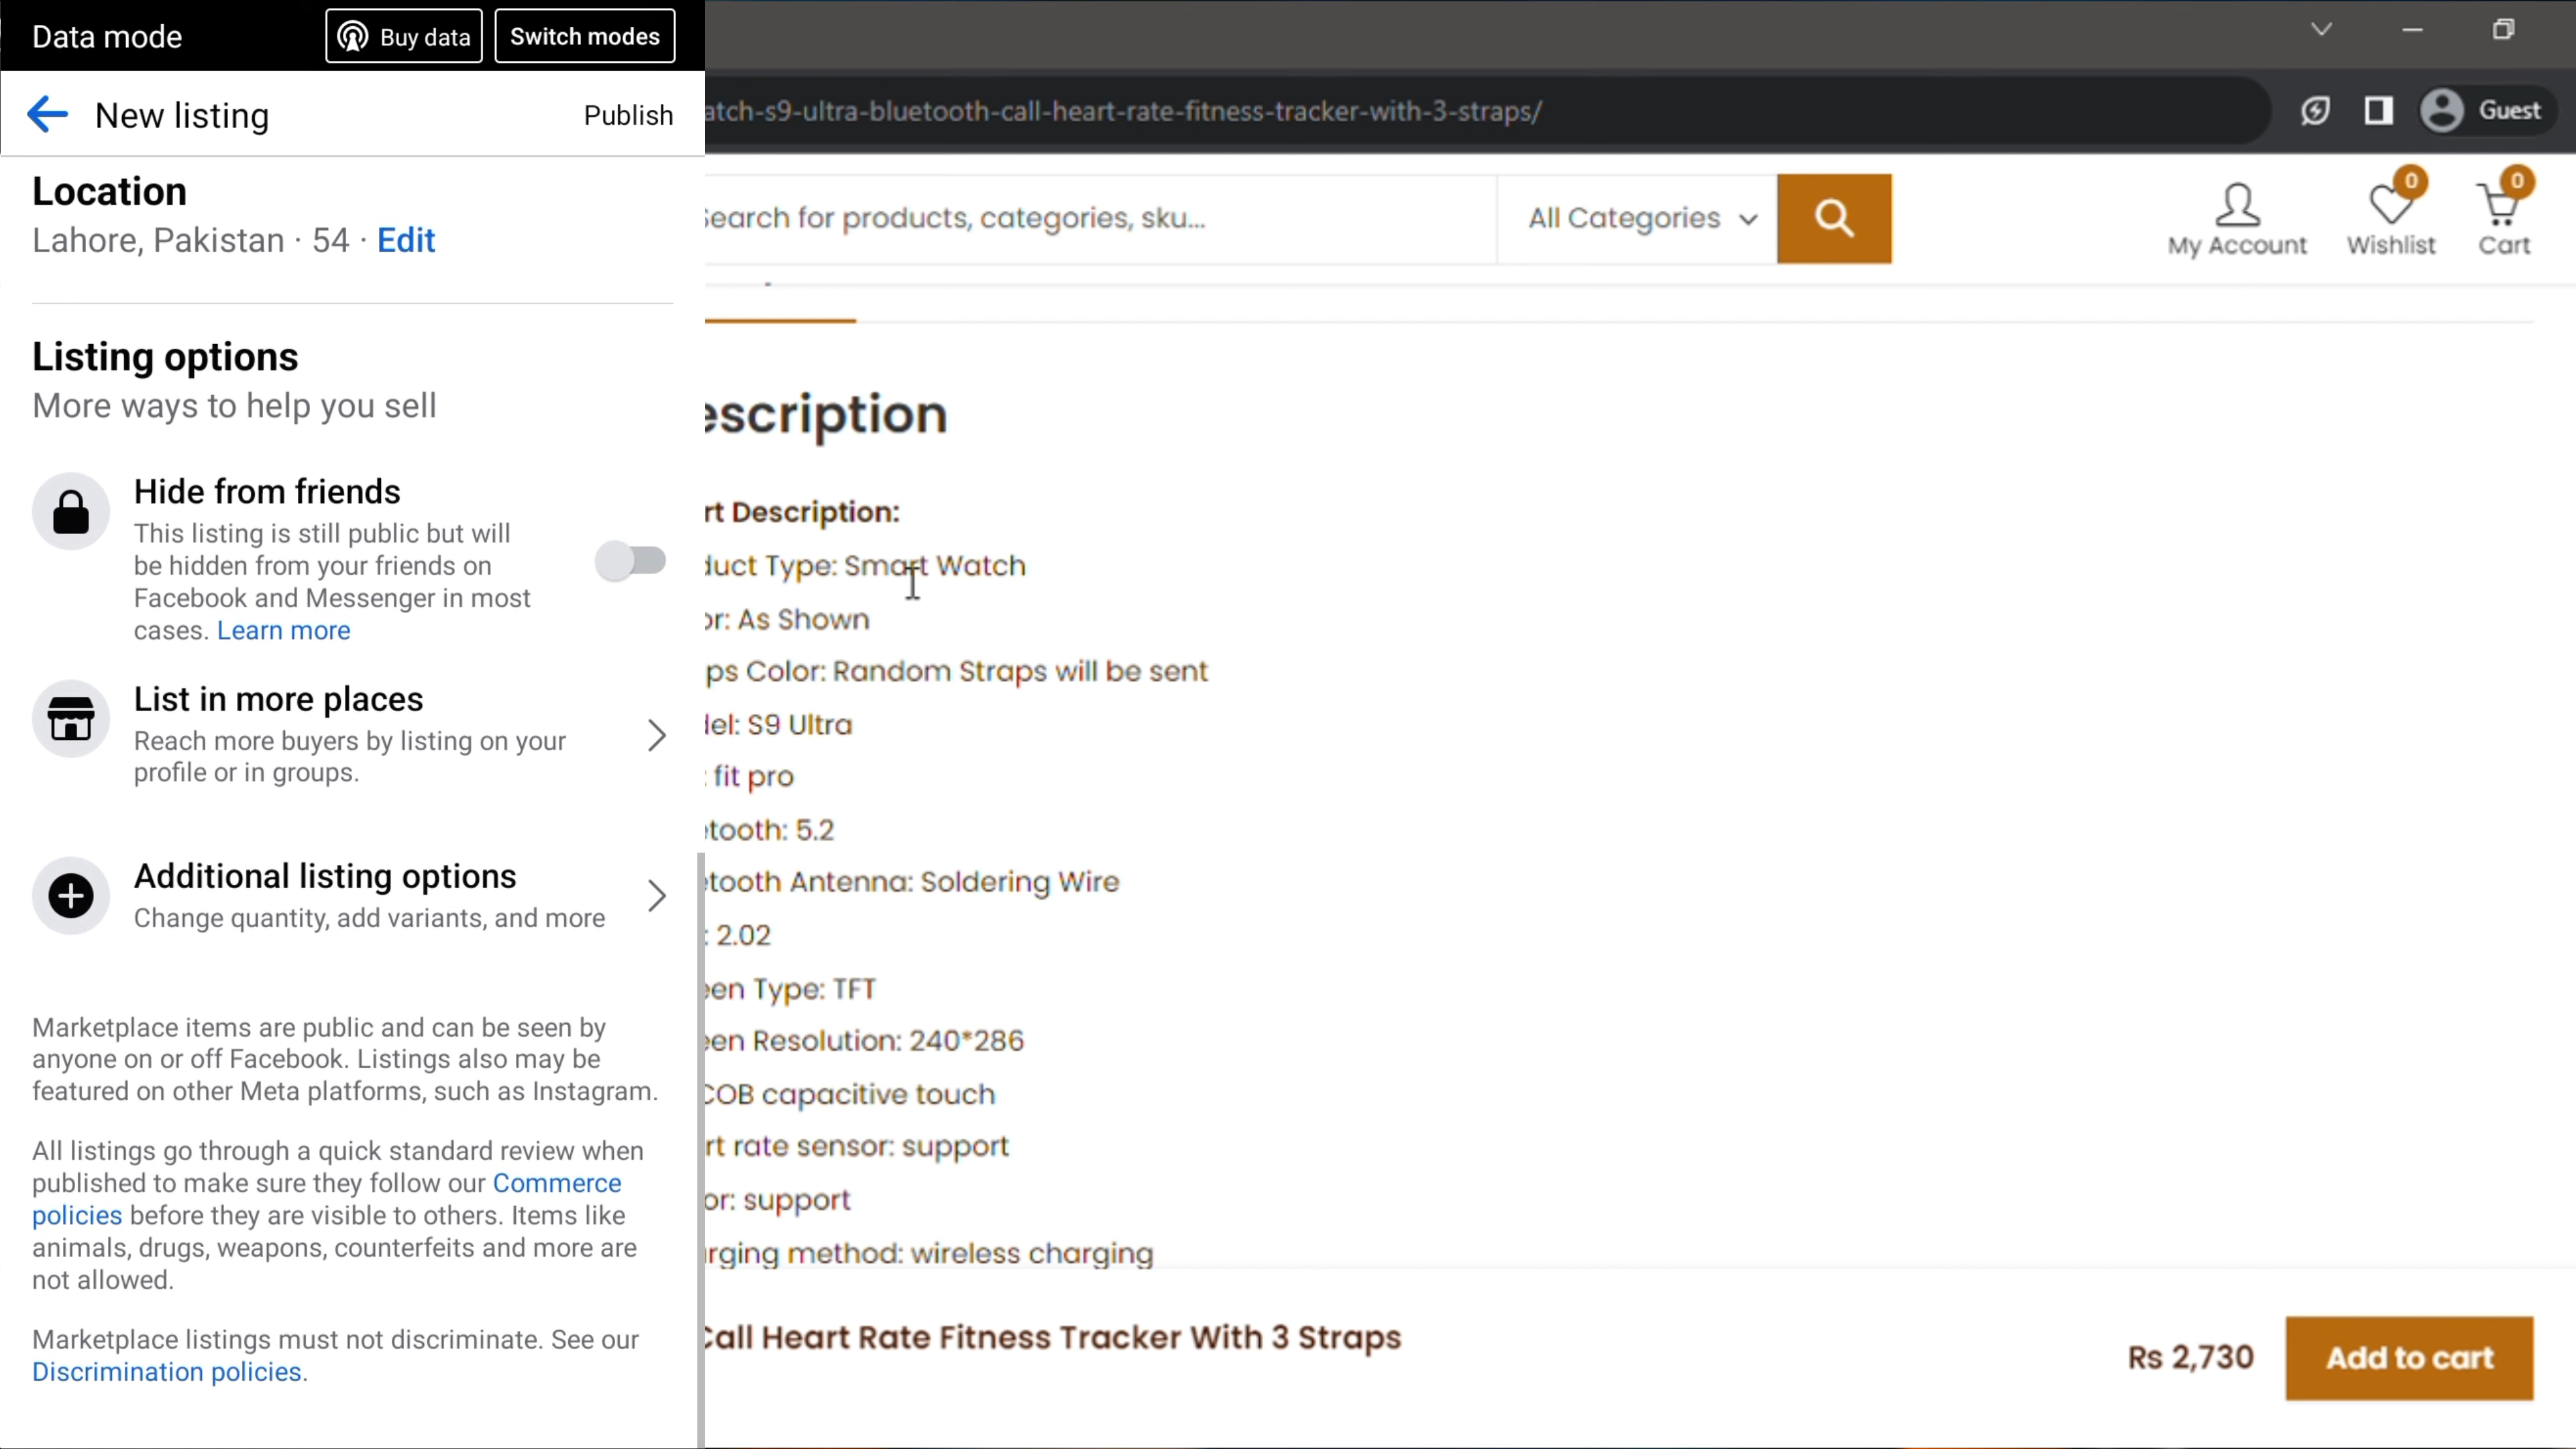 Data mode
Buy data
Switch modes
New listing
Publish
Location
Lahore, Pakistan · 54 · Edit
Listing options
More ways to help you sell
Hide from friends
This listing is still public but will
be hidden from your friends on
Facebook and Messenger in most
cases. Learn more
List in more places
Reach more buyers by listing on your
profile or in groups.
Additional listing options
Change quantity, add variants, and more
Marketplace items are public and can be seen by
anyone on or off Facebook. Listings also may be
featured on other Meta platforms, such as Instagram.
All listings go through a quick standard review when
published to make sure they follow our Commerce
policies before they are visible to others. Items like
animals, drugs, weapons, counterfeits and more are
not allowed.
Marketplace listings must not discriminate. See our
Discrimination policies.
atch-s9-ultra-bluetooth-call-heart-rate-fitness-tracker-with-3-straps/
Guest
Search for products, categories, sku...
All Categories
My Account
0
Wishlist
0
Cart
escription
rt Description:
duct Type: Smart Watch
or: As Shown
ps Color: Random Straps will be sent
del: S9 Ultra
: fit pro
etooth: 5.2
etooth Antenna: Soldering Wire
: 2.02
een Type: TFT
een Resolution: 240*286
COB capacitive touch
rt rate sensor: support
or: support
rging method: wireless charging
Call Heart Rate Fitness Tracker With 3 Straps
Rs 2,730
Add to cart